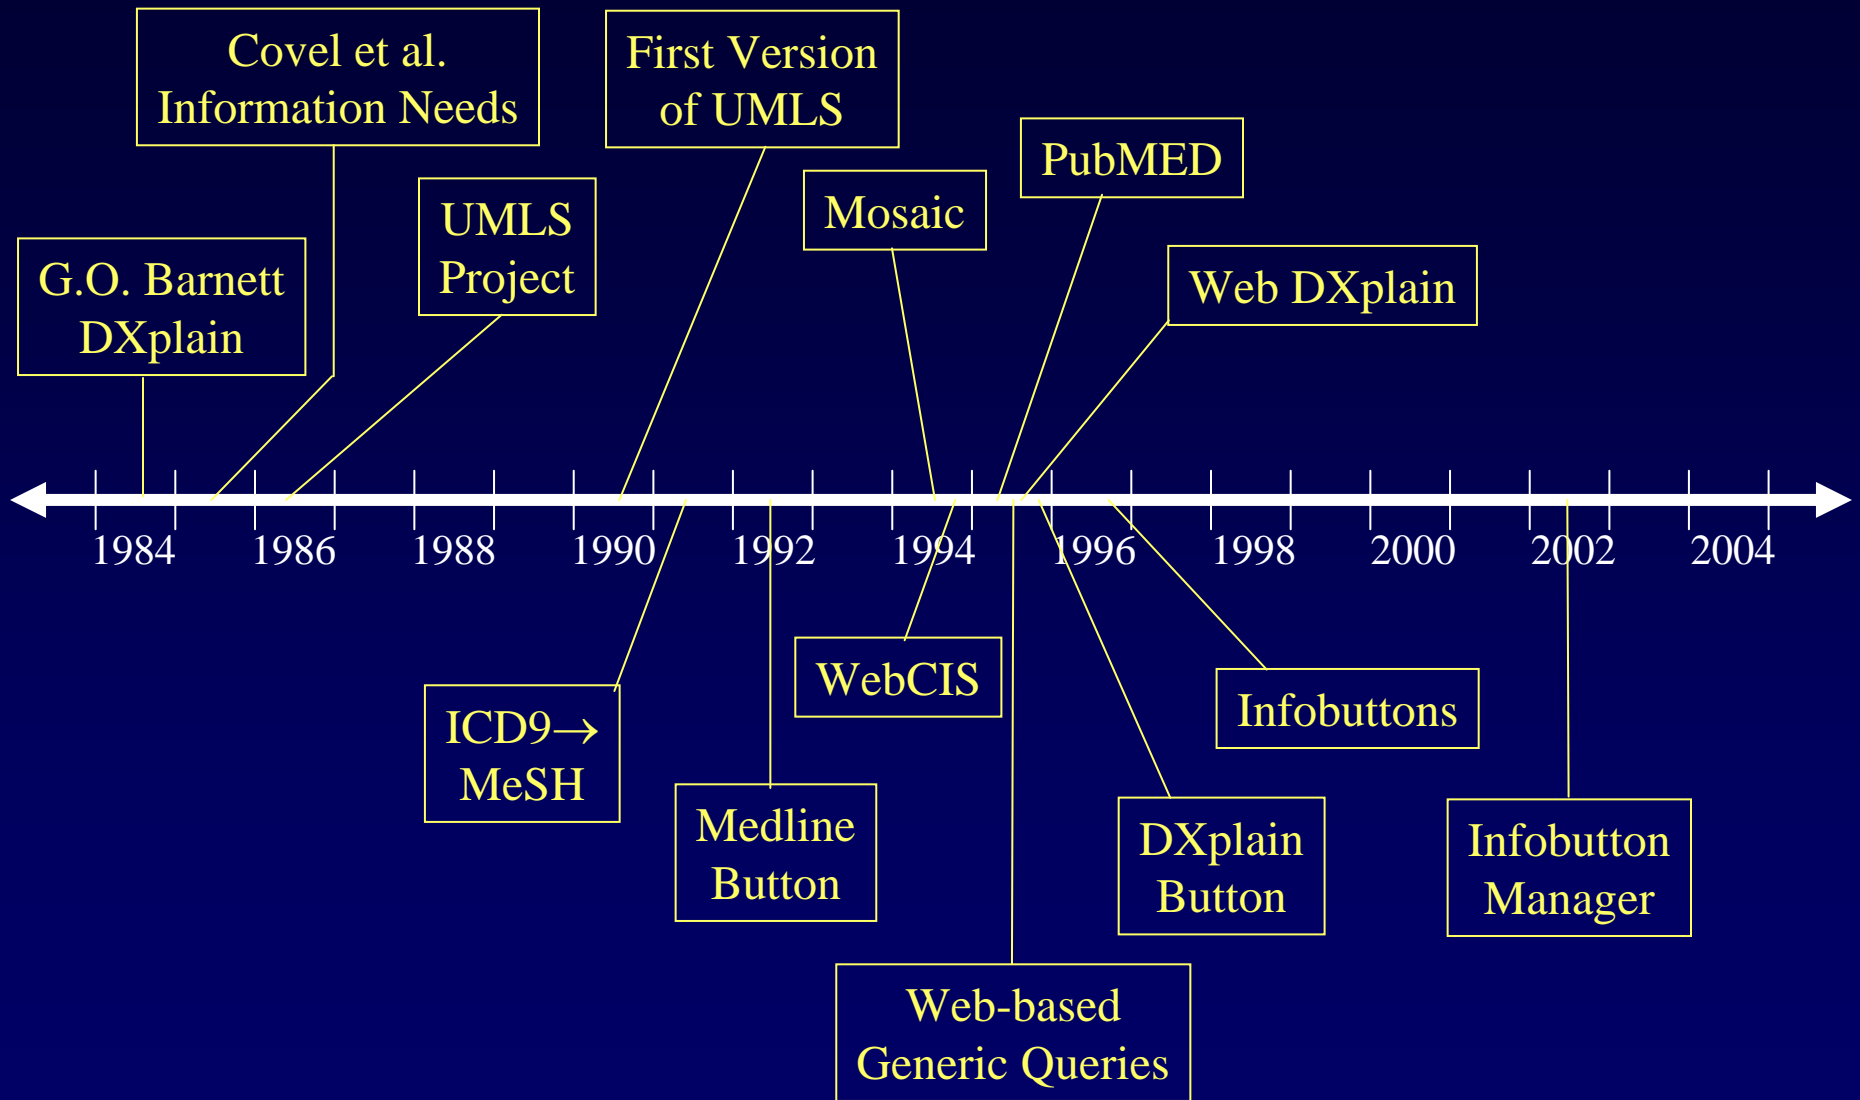 Covel et al.
Information Needs
First Version
of UMLS
PubMED
Mosaic
UMLS
Project
G.O. Barnett
DXplain
Web DXplain
1984
1986
1988
1990
1992
1994
1996
1998
2000
2002
2004
WebCIS
Infobuttons
ICD9→
MeSH
Medline
Button
DXplain
Button
Infobutton
Manager
Web-based
Generic Queries